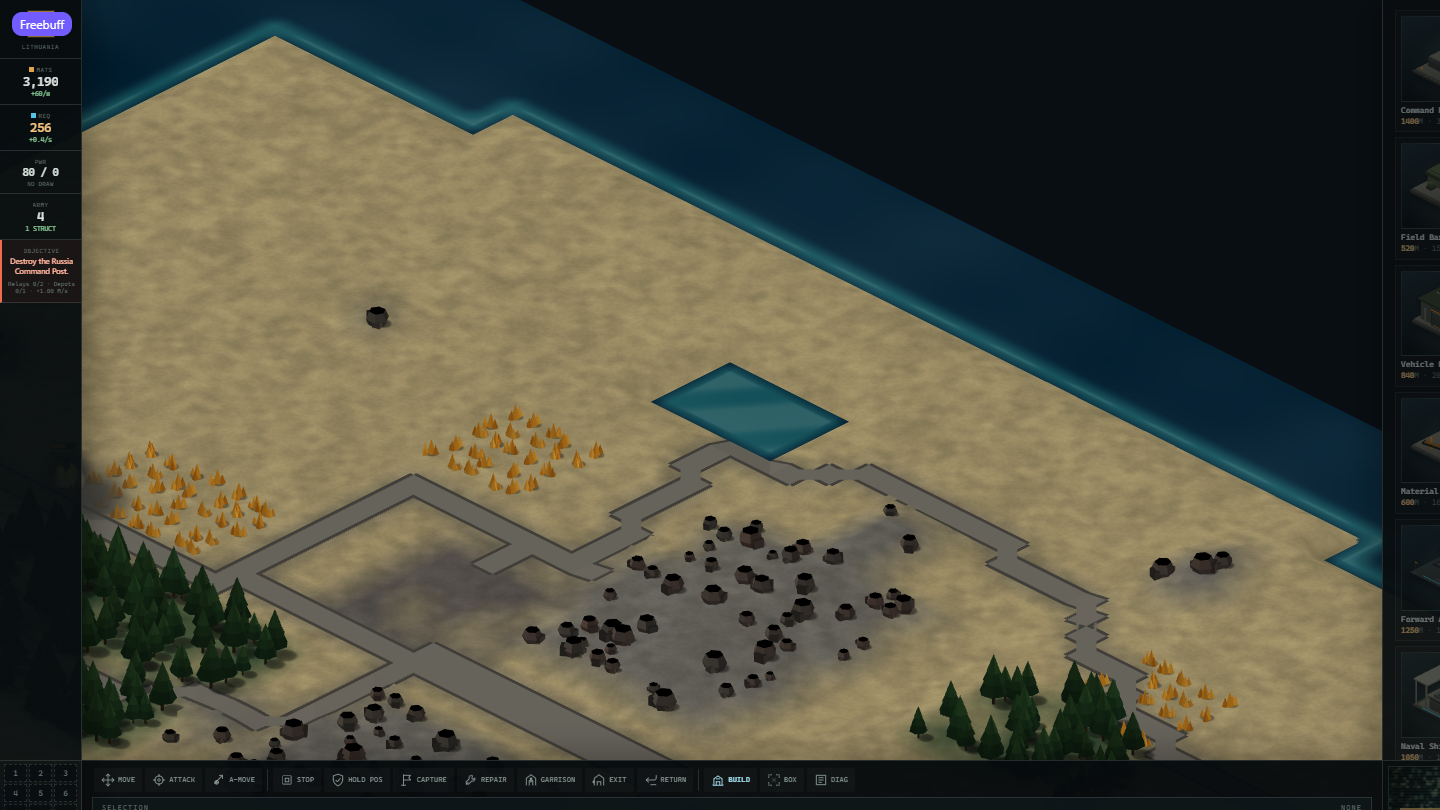 Freebuff
LITHUANIA
MATS
3,190
+60/m
REQ
256
+0.4/s
PWR
80 / 0
NO DRAW
ARMY
4
1 STRUCT
OBJECTIVE
Destroy the Russia
Command Post.
Relays 0/2 · Depots
0/1 · +1.00 M/s
Command
1400
Field Ba
520
Vehicle
840
Material
600
Forward
1250
Naval Sh
1050
1 2 3
4 5 6
MOVE
ATTACK
A-MOVE
STOP
HOLD POS
CAPTURE
REPAIR
GARRISON
EXIT
RETURN
BUILD
BOX
DIAG
SELECTION
NONE